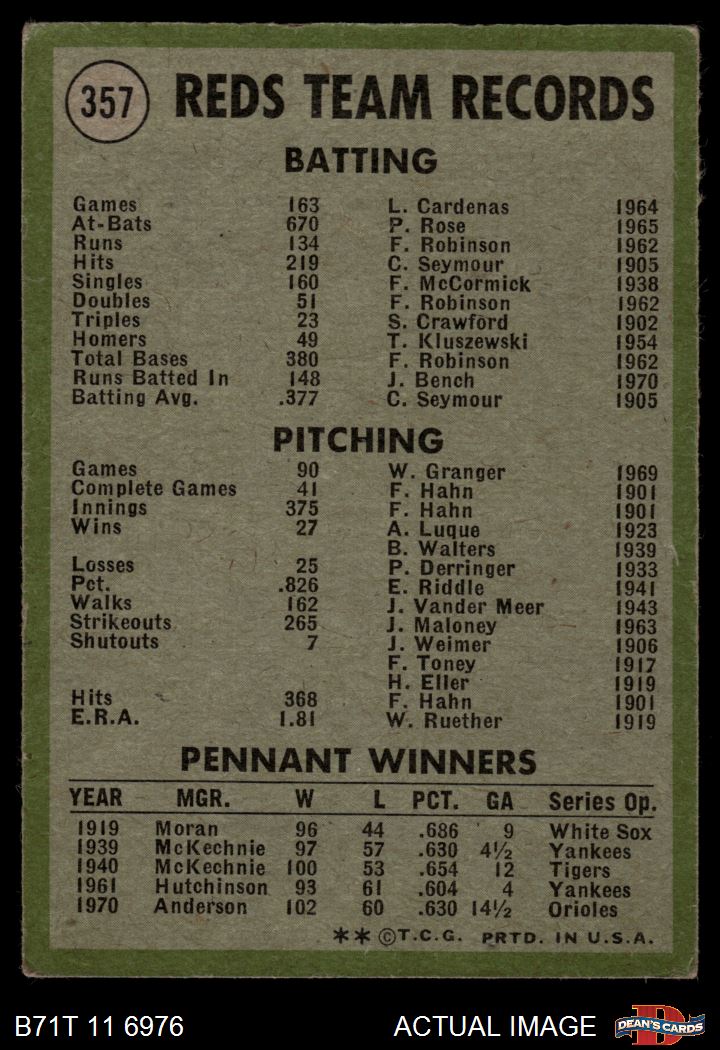 357 REDS TEAM RECORDS
BATTING
Games 163 L. Cardenas 1964
At-Bats 670 P. Rose 1965
Runs 134 F. Robinson 1962
Hits 219 C. Seymour 1905
Singles 160 F. McCormick 1938
Doubles 51 F. Robinson 1962
Triples 23 S. Crawford 1902
Homers 49 T. Kluszewski 1954
Total Bases 380 F. Robinson 1962
Runs Batted In 148 J. Bench 1970
Batting Avg. .377 C. Seymour 1905
PITCHING
Games 90 W. Granger 1969
Complete Games 41 F. Hahn 1901
Innings 375 F. Hahn 1901
Wins 27 A. Luque 1923
B. Walters 1939
Losses 25 P. Derringer 1933
Pct. .826 E. Riddle 1941
Walks 162 J. Vander Meer 1943
Strikeouts 265 J. Maloney 1963
Shutouts 7 J. Weimer 1906
F. Toney 1917
H. Eller 1919
Hits 368 F. Hahn 1901
E.R.A. 1.81 W. Ruether 1919
PENNANT WINNERS
YEAR MGR. W L PCT. GA Series Op.
1919 Moran 96 44 .686 9 White Sox
1939 McKechnie 97 57 .630 4½ Yankees
1940 McKechnie 100 53 .654 12 Tigers
1961 Hutchinson 93 61 .604 4 Yankees
1970 Anderson 102 60 .630 14½ Orioles
**©T.C.G. PRTD. IN U.S.A.
B71T 11 6976 ACTUAL IMAGE DEAN'S CARDS